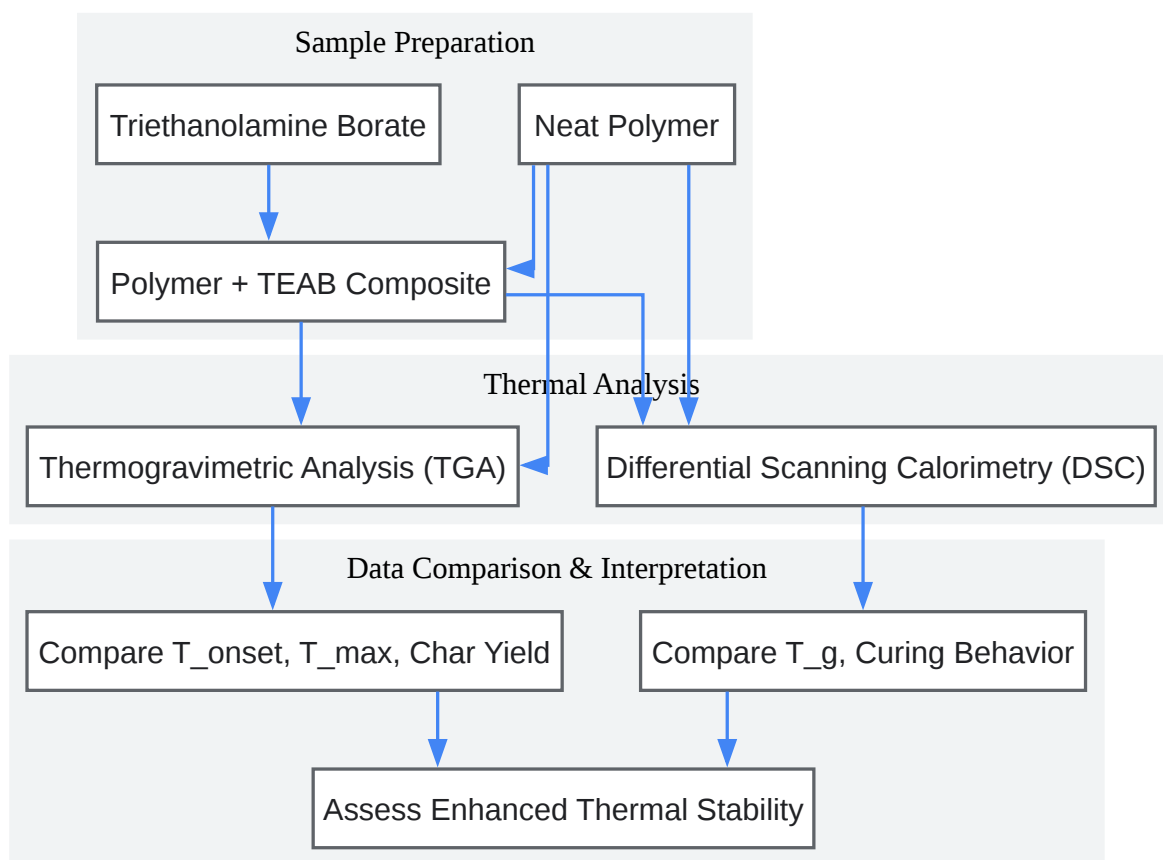 Sample Preparation
Triethanolamine Borate
Neat Polymer
Polymer + TEAB Composite
Thermal Analysis
Thermogravimetric Analysis (TGA)
Differential Scanning Calorimetry (DSC)
Data Comparison & Interpretation
Compare T_onset, T_max, Char Yield
Compare T_g, Curing Behavior
Assess Enhanced Thermal Stability